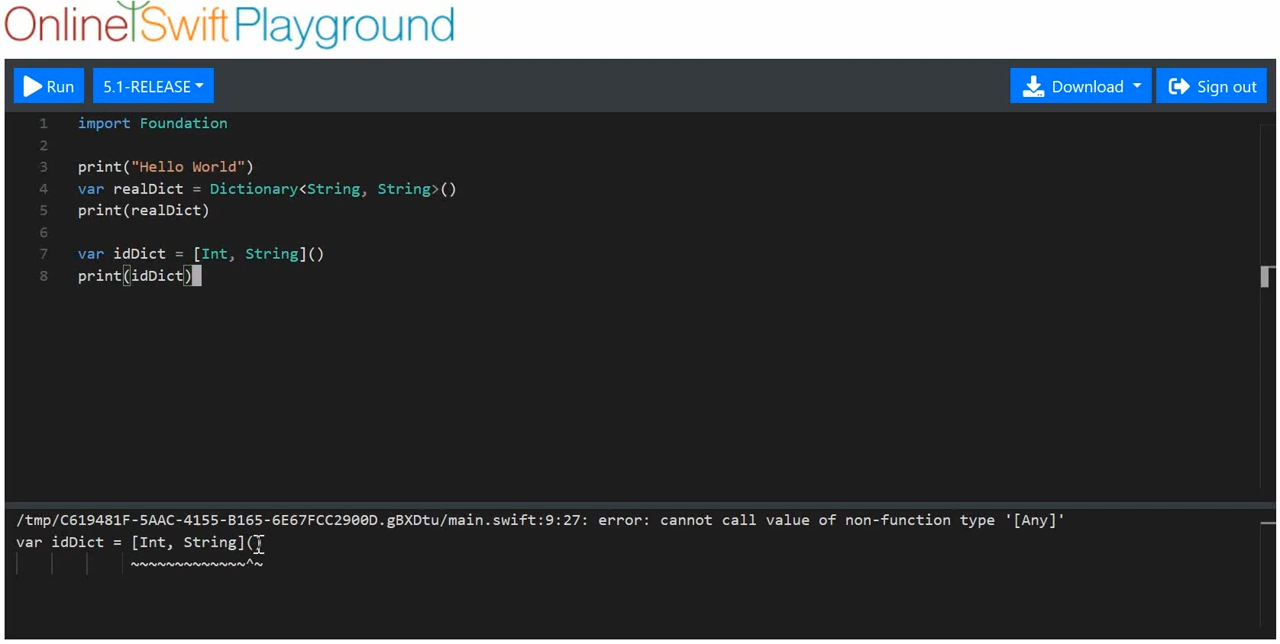 OnlineSwiftPlayground
Run 5.1-RELEASE Download Sign out
1 import Foundation
2
3 print("Hello World")
4 var realDict = Dictionary<String, String>()
5 print(realDict)
6
7 var idDict = [Int, String]()
8 print(idDict)
/tmp/C619481F-5AAC-4155-B165-6E67FCC2900D.gBXDtu/main.swift:9:27: error: cannot call value of non-function type '[Any]'
var idDict = [Int, String]()
~~~~~~~~~~~~~^~